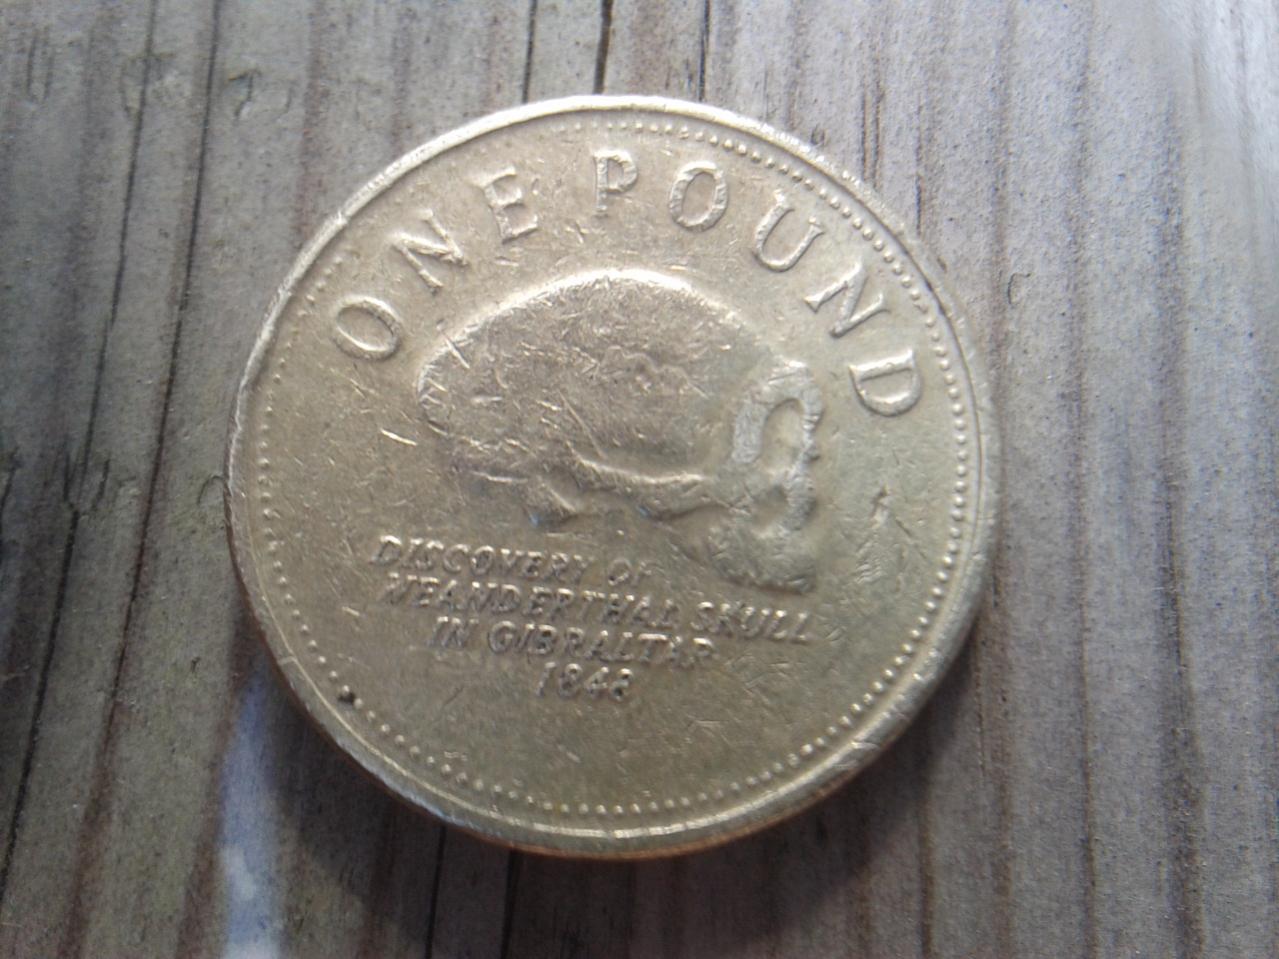 ONE POUND
DISCOVERY OF
NEANDERTHAL SKULL
IN GIBRALTAR
1848